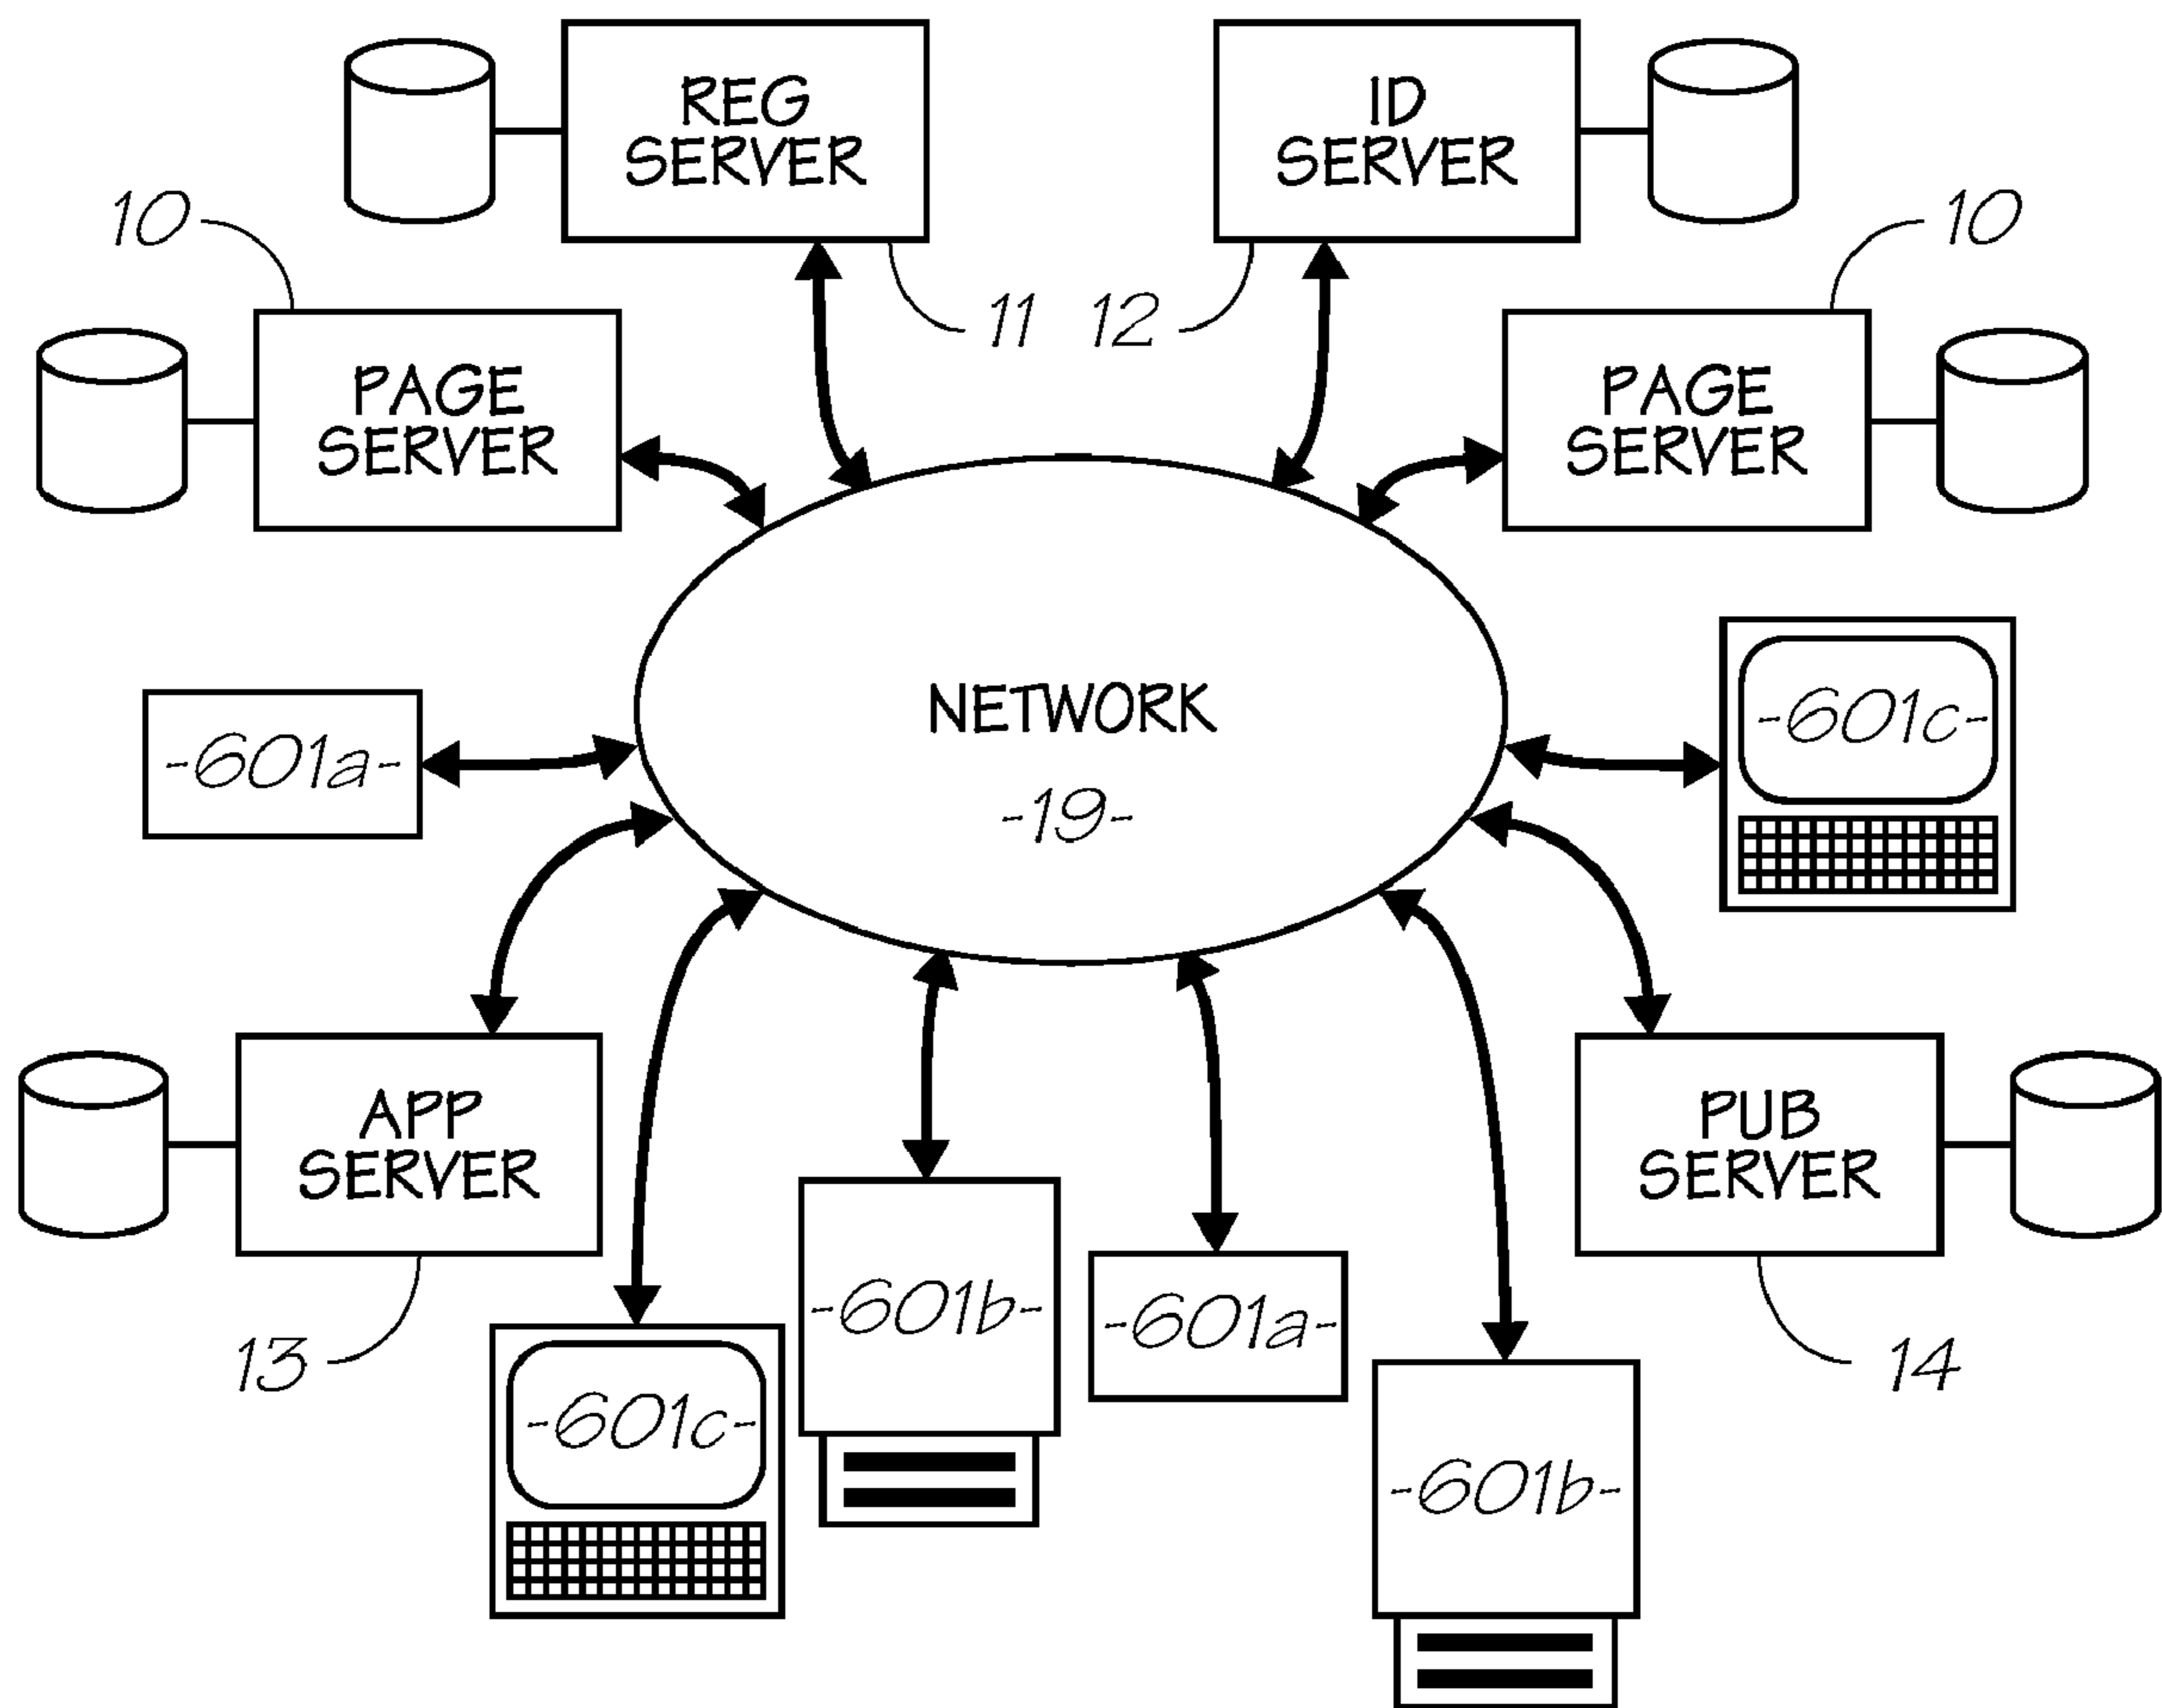 REG
SERVER
ID
SERVER
10
10
11
12
PAGE
SERVER
PAGE
SERVER
NETWORK
-19-
-601a-
-601c-
APP
SERVER
PUB
SERVER
13
14
-601b-
-601a-
-601c-
-601b-